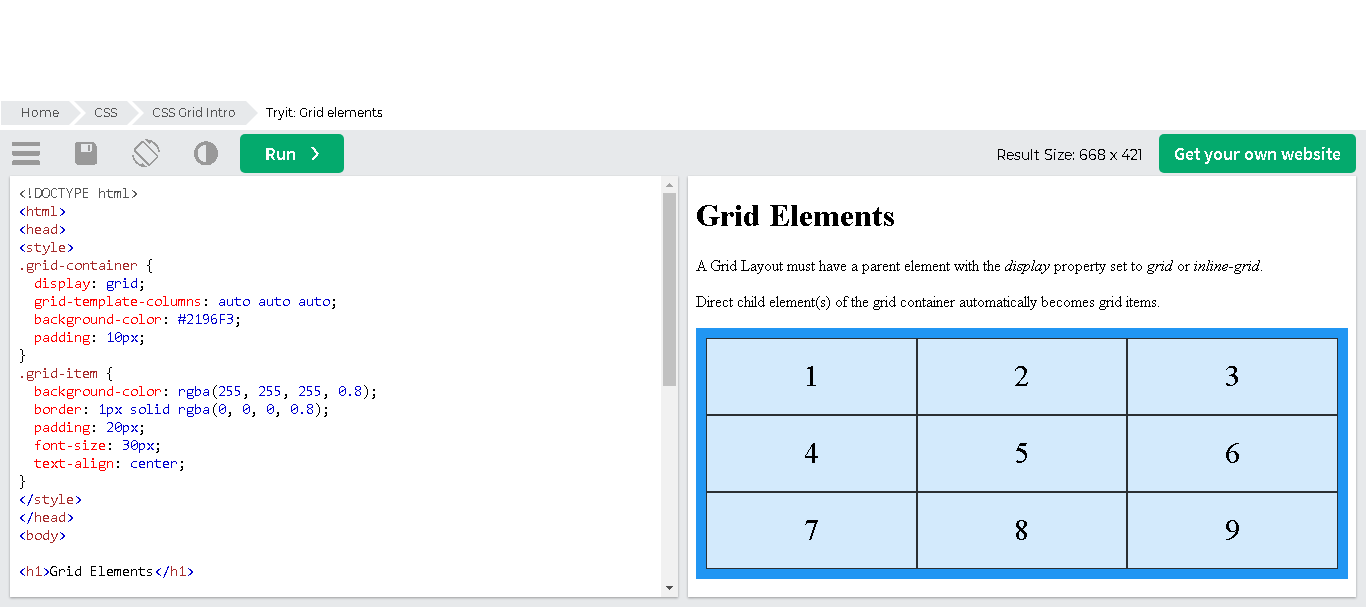 Home CSS CSS Grid Intro Tryit: Grid elements
Run Result Size: 668 x 421 Get your own website
<!DOCTYPE html>
<html>
<head>
<style>
.grid-container {
  display: grid;
  grid-template-columns: auto auto auto;
  background-color: #2196F3;
  padding: 10px;
}
.grid-item {
  background-color: rgba(255, 255, 255, 0.8);
  border: 1px solid rgba(0, 0, 0, 0.8);
  padding: 20px;
  font-size: 30px;
  text-align: center;
}
</style>
</head>
<body>

<h1>Grid Elements</h1>
Grid Elements
A Grid Layout must have a parent element with the display property set to grid or inline-grid.
Direct child element(s) of the grid container automatically becomes grid items.
1 2 3
4 5 6
7 8 9